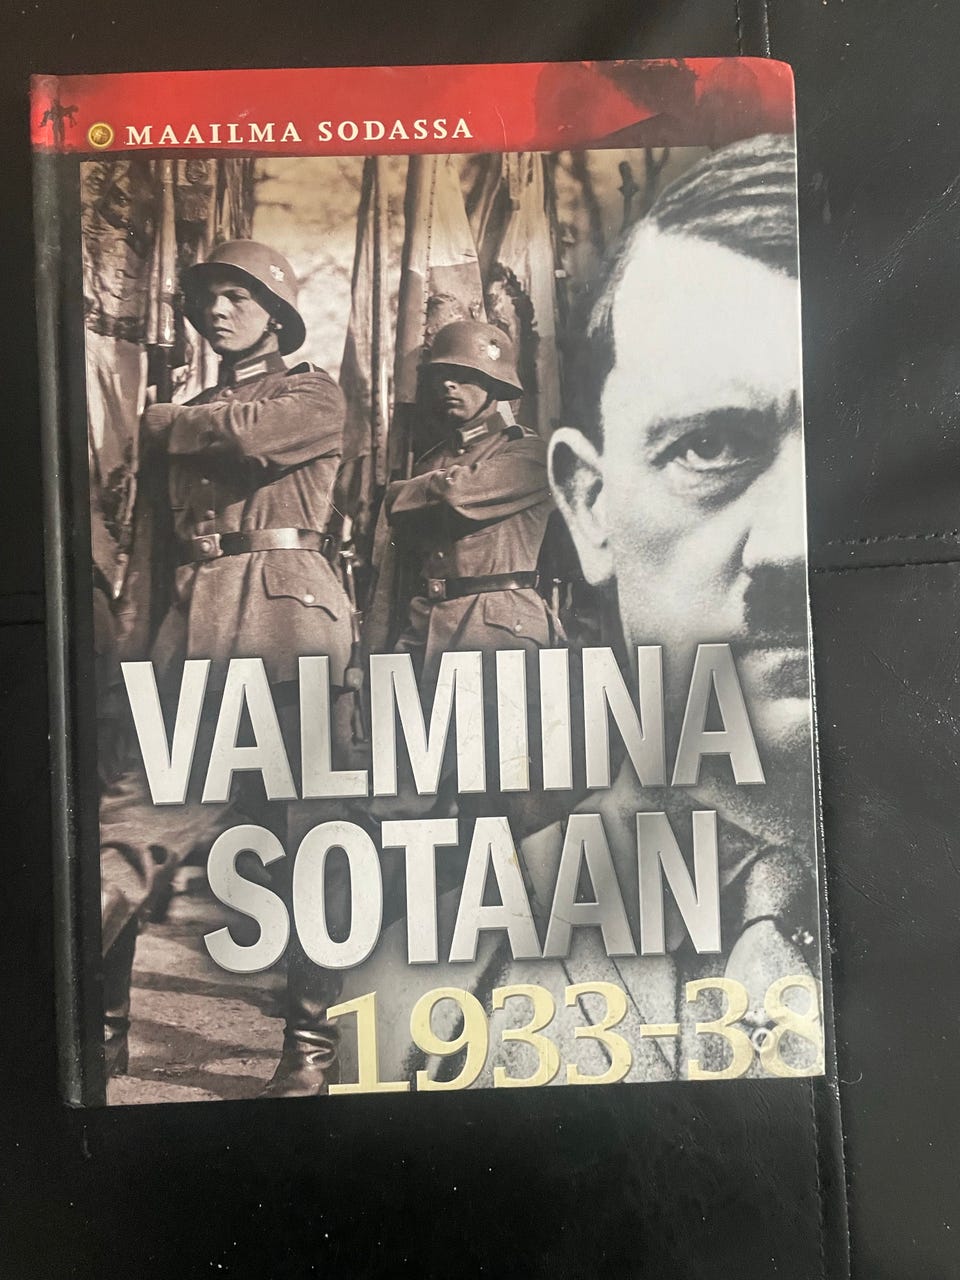 MAAILMA SODASSA
VALMIINA
SOTAAN
1933-38